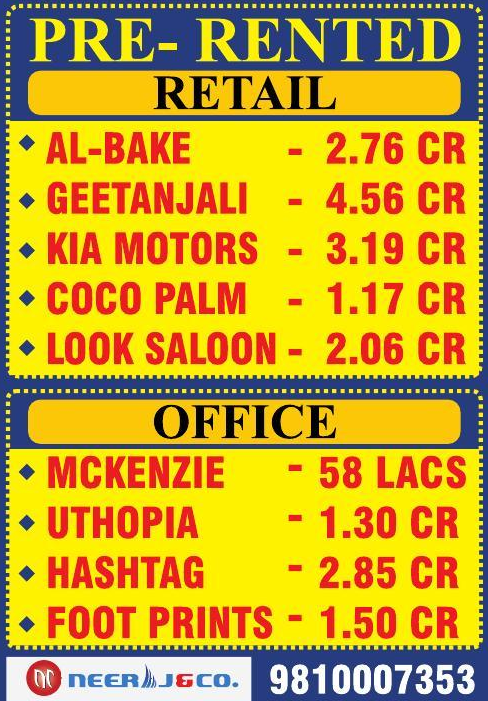 PRE- RENTED
RETAIL
AL-BAKE - 2.76 CR
GEETANJALI - 4.56 CR
KIA MOTORS - 3.19 CR
COCO PALM - 1.17 CR
LOOK SALOON - 2.06 CR
OFFICE
MCKENZIE - 58 LACS
UTHOPIA - 1.30 CR
HASHTAG - 2.85 CR
FOOT PRINTS - 1.50 CR
NEERAJ&CO. 9810007353